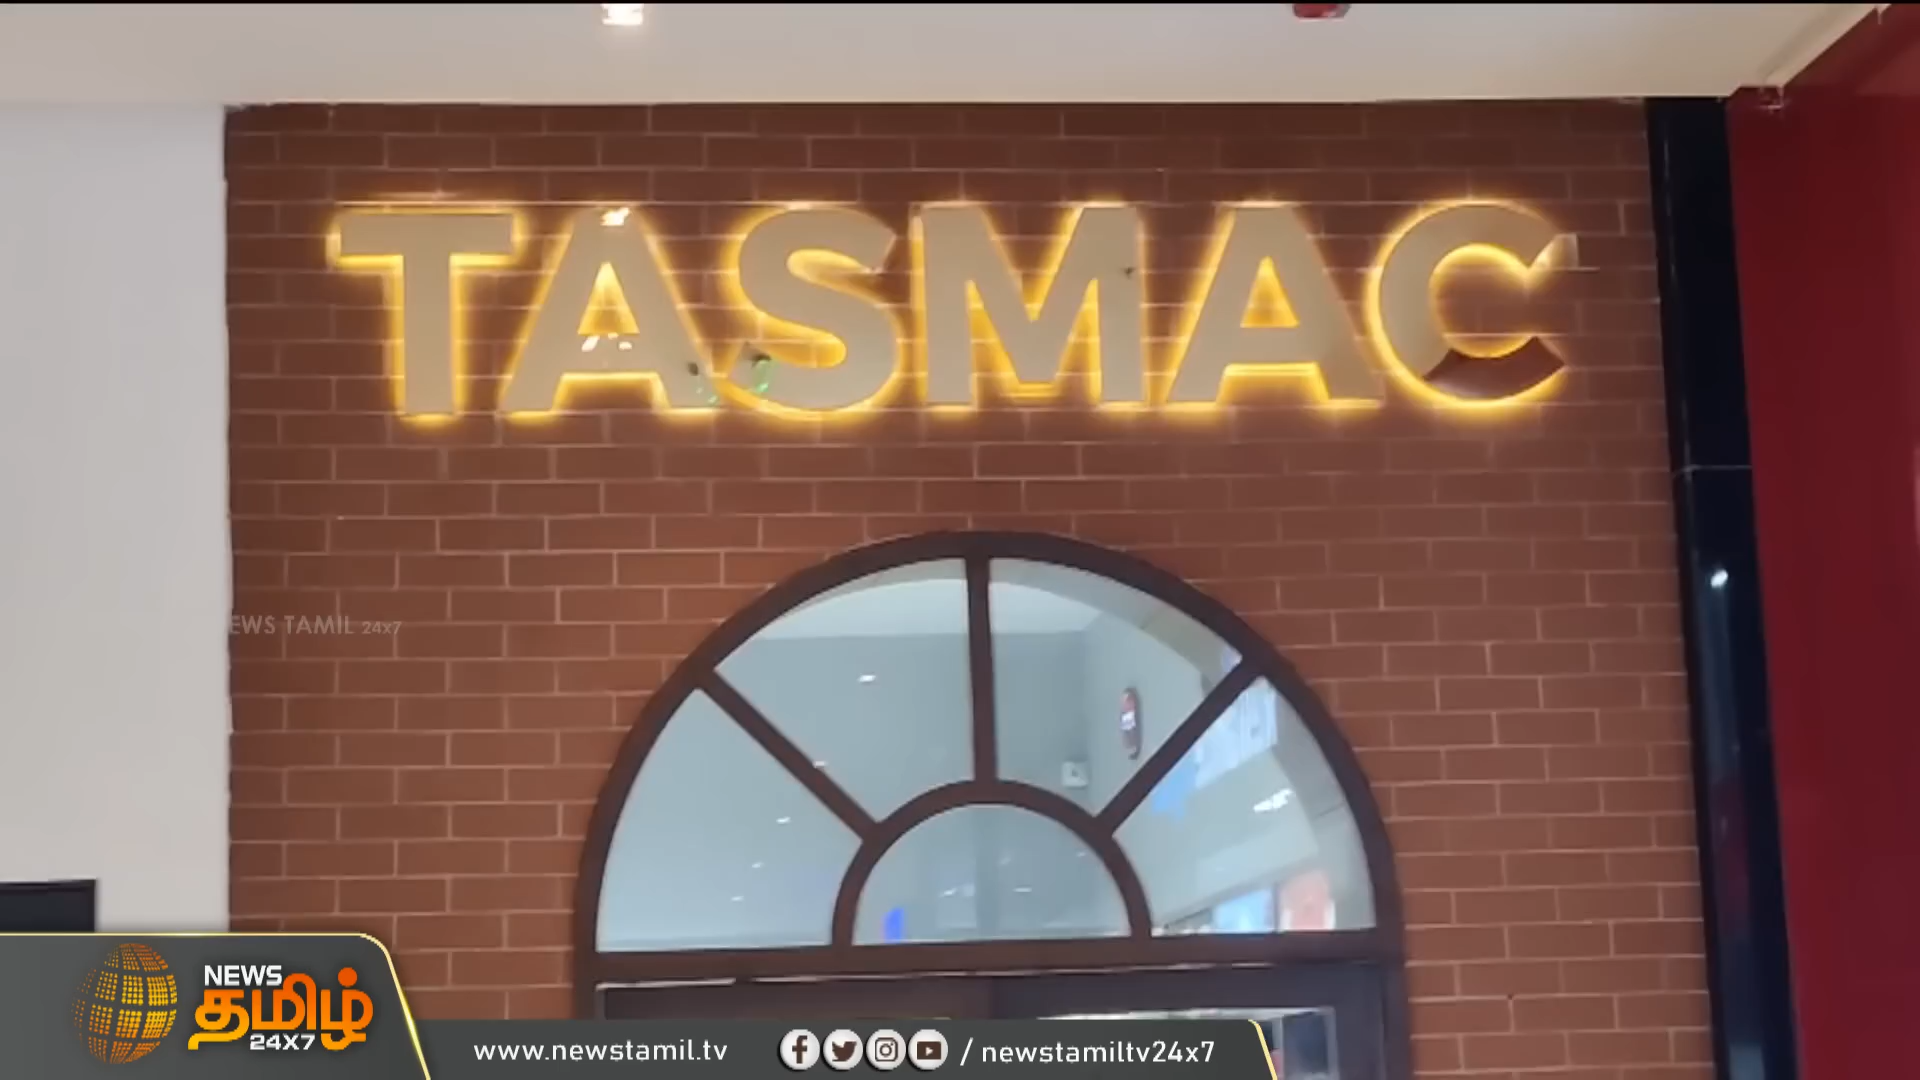 TASMAC
EWS TAMIL 24x7
NEWS
தமிழ்
24X7
www.newstamil.tv
/ newstamiltv24x7